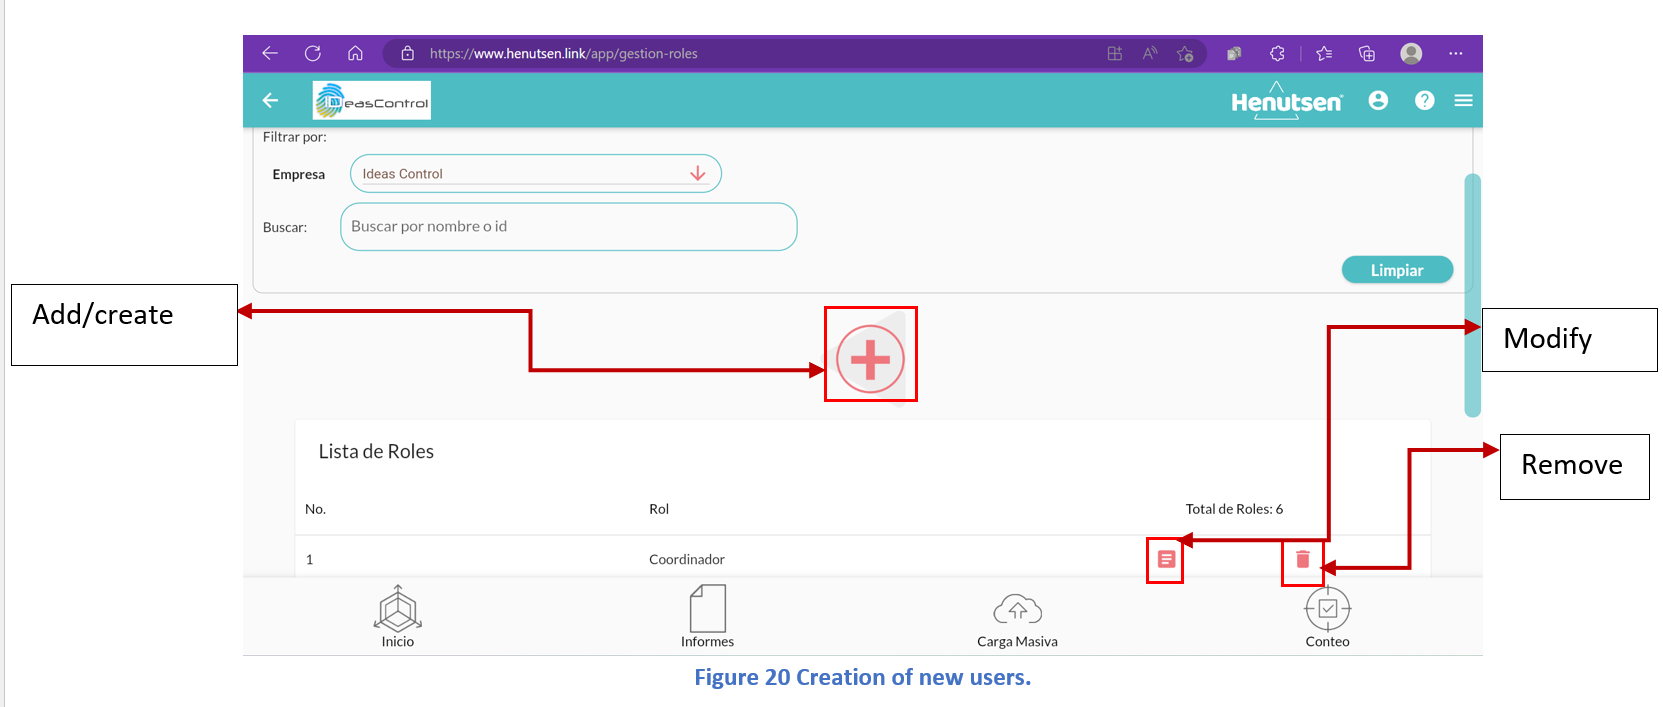 https://www.henutsen.link/app/gestion-roles
IDeasControl
Henutsen
Filtrar por:
Empresa
Ideas Control
Buscar:
Buscar por nombre o id
Limpiar
Add/create
Modify
Remove
Lista de Roles
No.
Rol
Total de Roles: 6
1
Coordinador
Inicio
Informes
Carga Masiva
Conteo
Figure 20 Creation of new users.